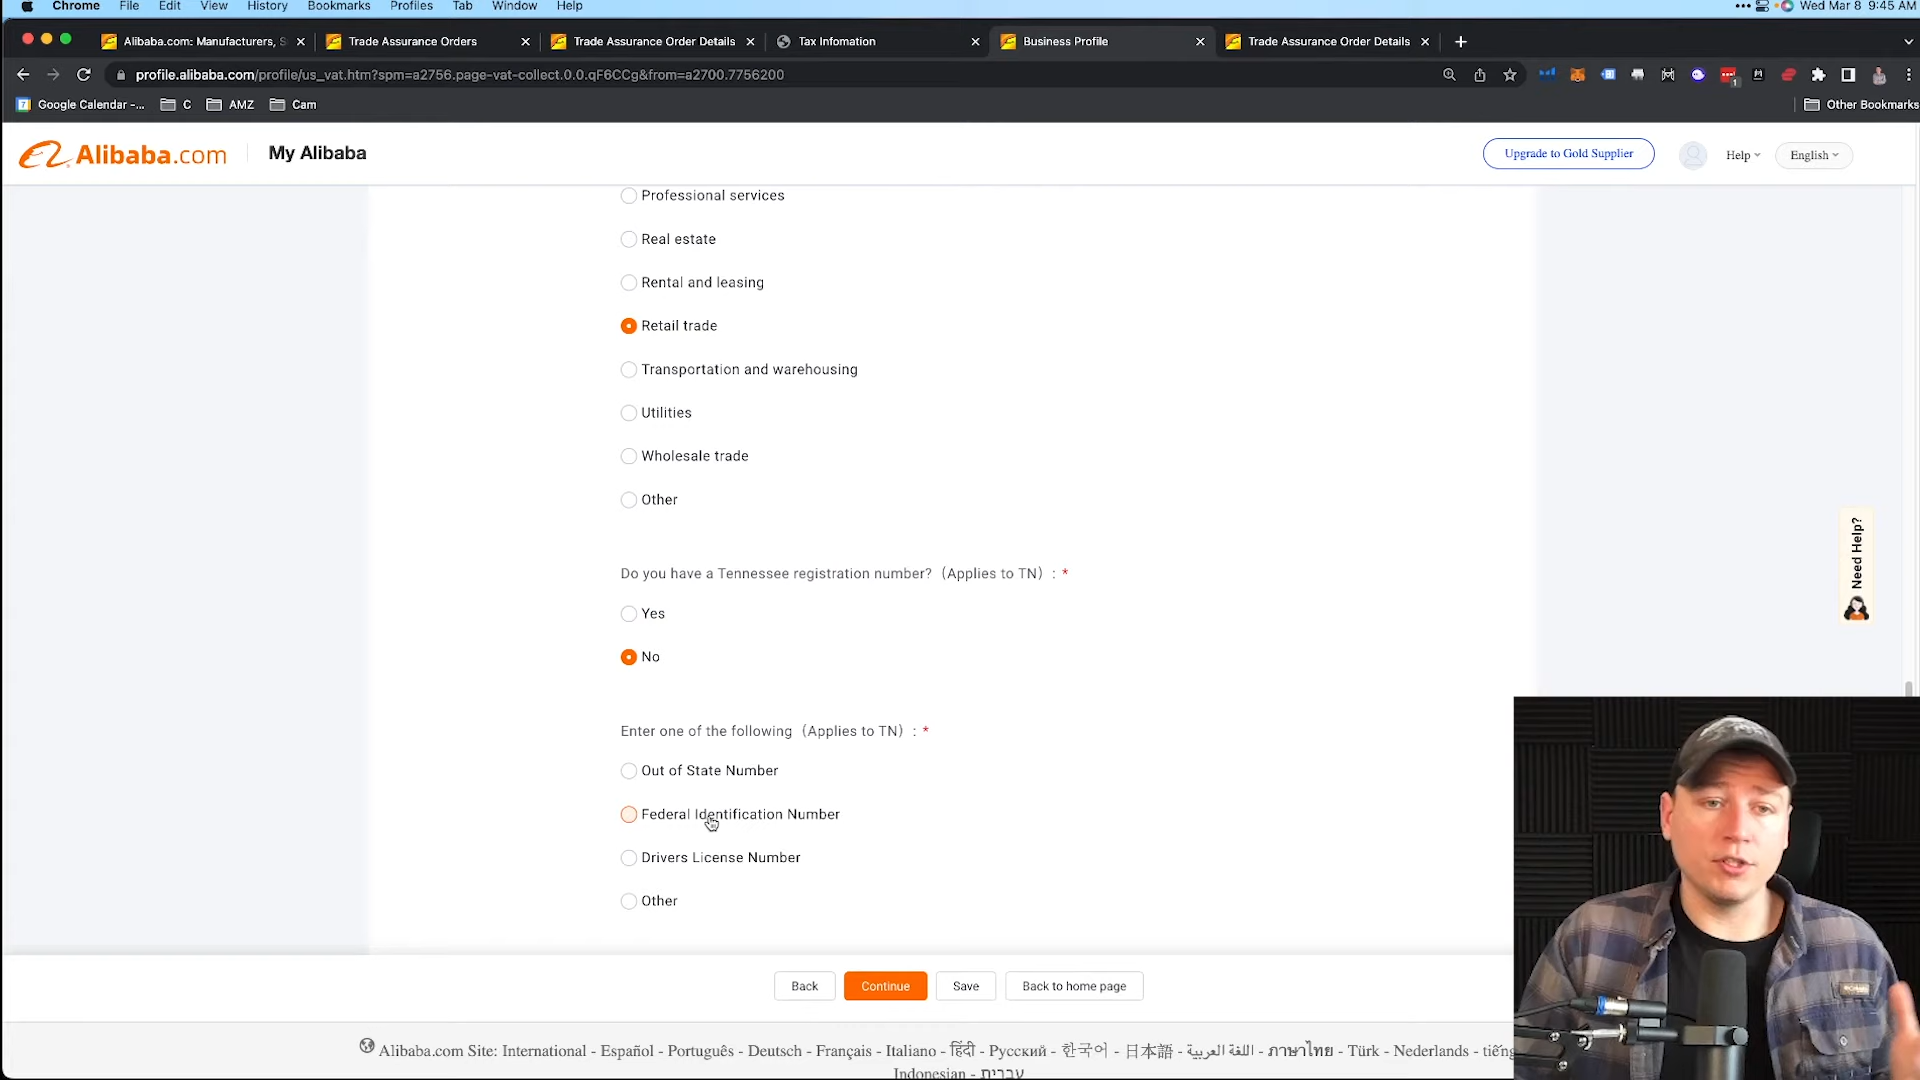 Chrome File Edit View History Bookmarks Profiles Tab Window Help
Wed Mar 8 9:45 AM
Alibaba.com: Manufacturers, S
Trade Assurance Orders
Trade Assurance Order Details
Tax Infomation
Business Profile
Trade Assurance Order Details
profile.alibaba.com/profile/us_vat.htm?spm=a2756.page-vat-collect.0.0.qF6CCg&from=a2700.7756200
Google Calendar -...
C
AMZ
Cam
Other Bookmarks
Alibaba.com
My Alibaba
Upgrade to Gold Supplier
Help
English
Professional services
Real estate
Rental and leasing
Retail trade
Transportation and warehousing
Utilities
Wholesale trade
Other
Do you have a Tennessee registration number?（Applies to TN）: *
Yes
No
Enter one of the following（Applies to TN）: *
Out of State Number
Federal Identification Number
Drivers License Number
Other
Need Help?
Back
Continue
Save
Back to home page
Alibaba.com Site: International - Español - Português - Deutsch - Français - Italiano - हिंदी - Русский - 한국어 - 日本語 - اللغة العربية - ภาษาไทย - Türk - Nederlands - tiếng
Indonesian - עברית